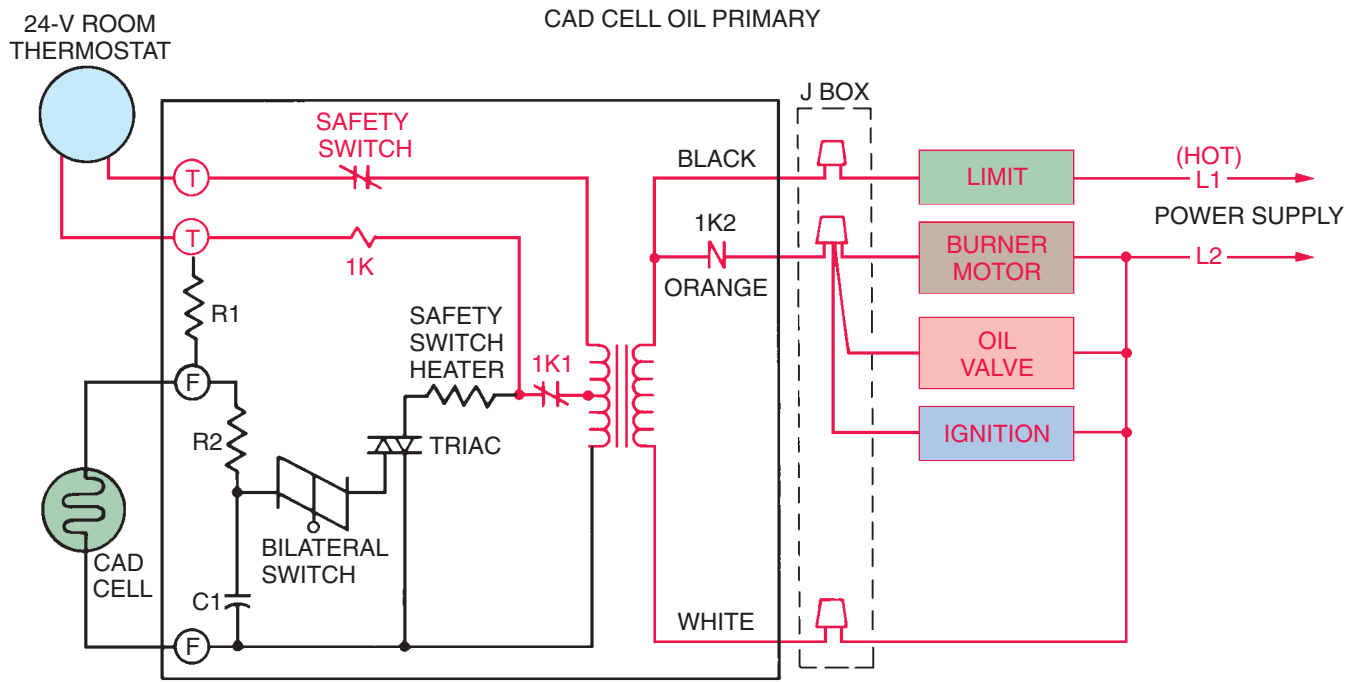 CAD CELL OIL PRIMARY
24-V ROOM
THERMOSTAT
J BOX
SAFETY
SWITCH
BLACK
LIMIT
(HOT)
L1
T
POWER SUPPLY
1K2
T
1K
BURNER
MOTOR
L2
ORANGE
R1
SAFETY
SWITCH
HEATER
1K1
OIL
VALVE
F
R2
TRIAC
IGNITION
BILATERAL
SWITCH
CAD
CELL
C1
WHITE
F